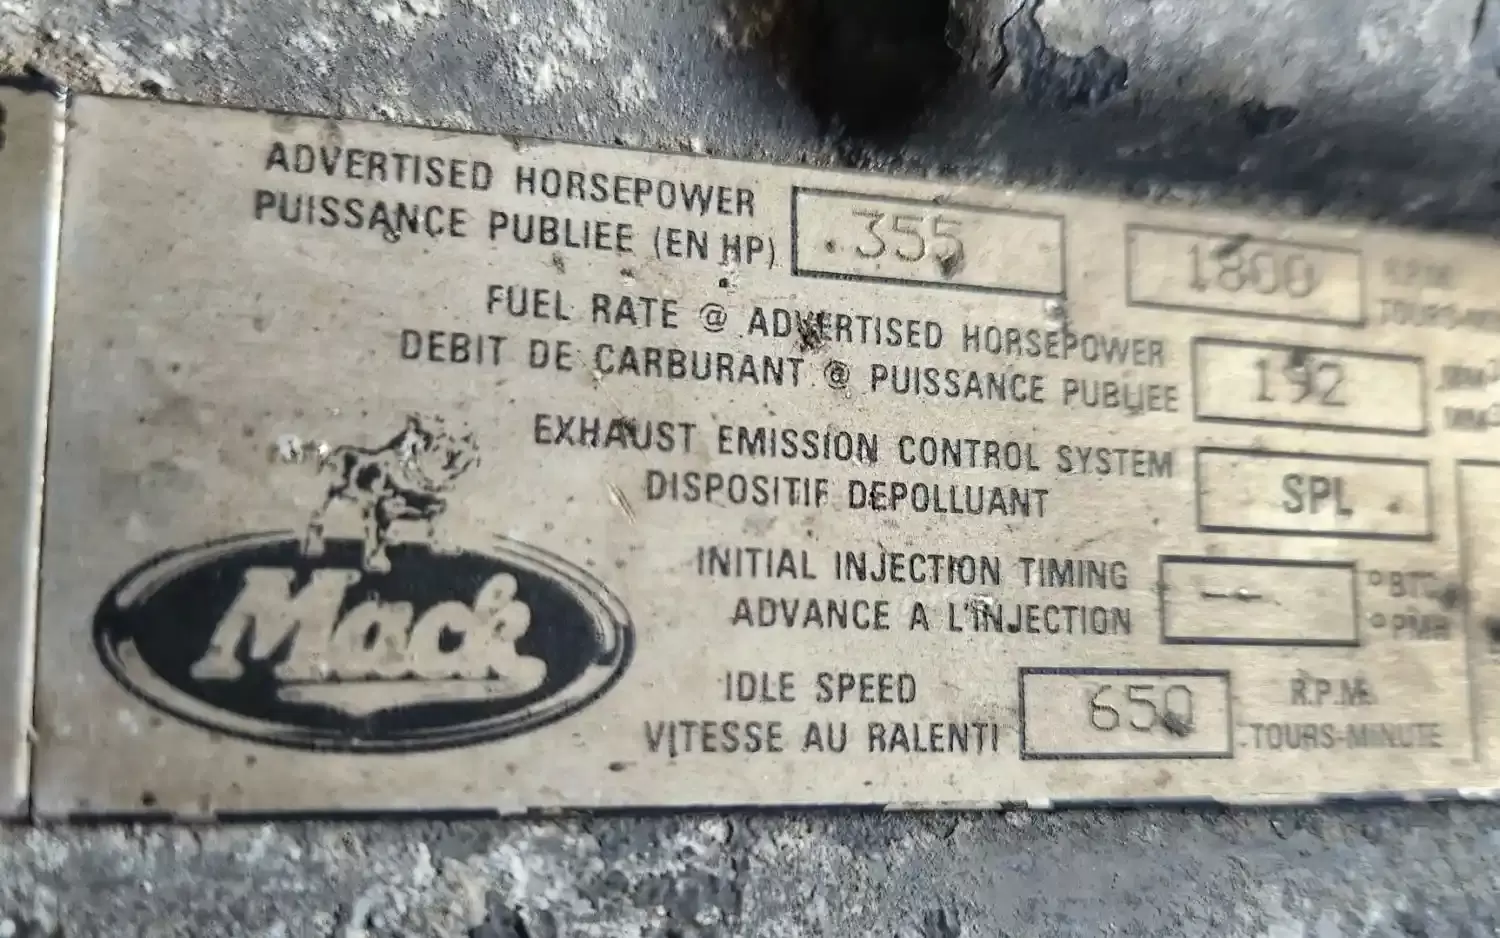 ADVERTISED HORSEPOWER
PUISSANCE PUBLIEE (EN HP) 355 1800 R.P.M.
FUEL RATE @ ADVERTISED HORSEPOWER
DEBIT DE CARBURANT @ PUISSANCE PUBLIEE 192
EXHAUST EMISSION CONTROL SYSTEM
DISPOSITIF DEPOLLUANT SPL
INITIAL INJECTION TIMING
ADVANCE A L'INJECTION --
IDLE SPEED
VITESSE AU RALENTI 650 R.P.M.
TOURS-MINUTE
Mack